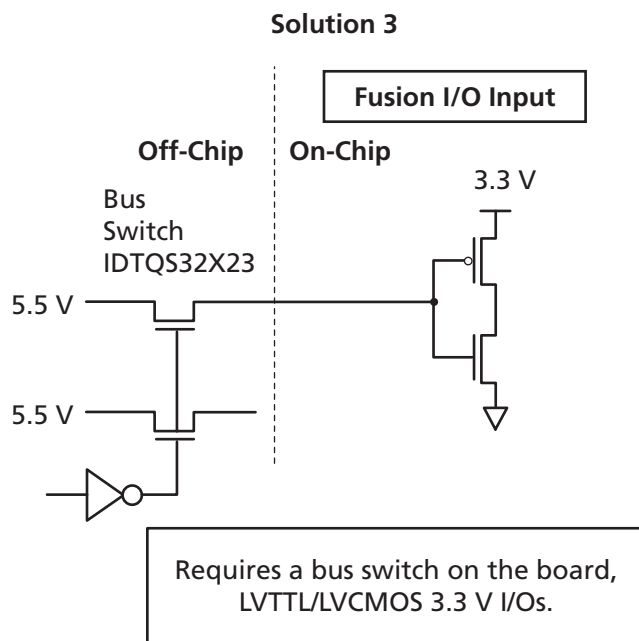 Solution 3
Fusion I/O Input
Off-Chip
On-Chip
3.3 V
Bus
Switch
IDTQS32X23
5.5 V
5.5 V
Requires a bus switch on the board,
LVTTL/LVCMOS 3.3 V I/Os.